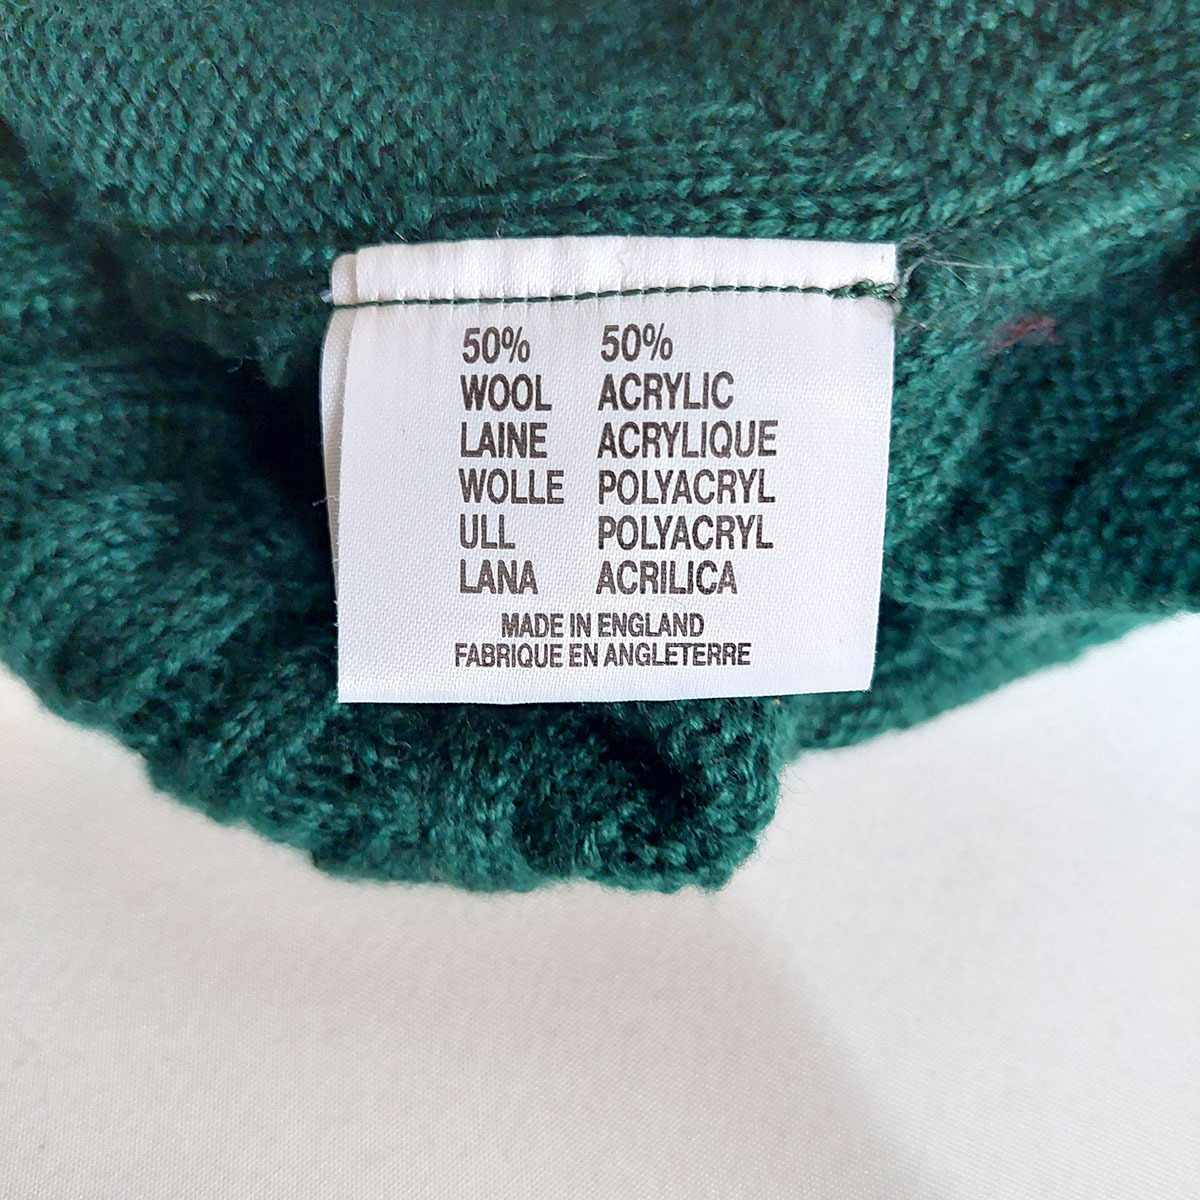 50% 50%
WOOL ACRYLIC
LAINE ACRYLIQUE
WOLLE POLYACRYL
ULL POLYACRYL
LANA ACRILICA
MADE IN ENGLAND
FABRIQUE EN ANGLETERRE